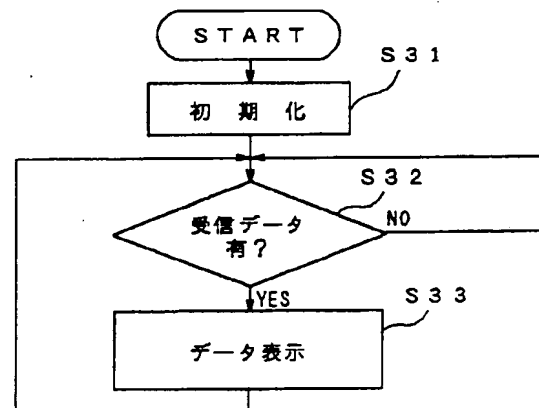 START
S31
初期化
S32
受信データ
有?
NO
YES
S33
データ表示